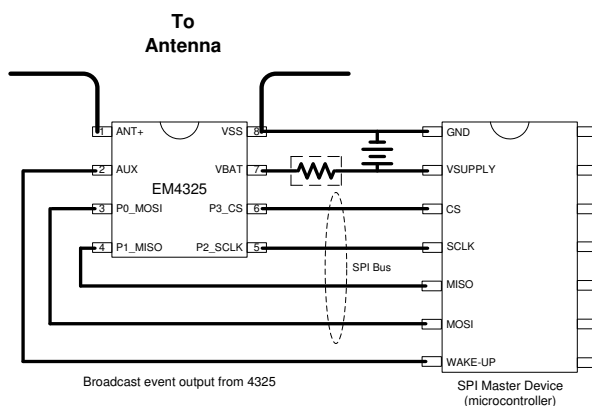 To
Antenna
1 ANT+ VSS 8 GND
2 AUX VBAT 7 VSUPPLY
EM4325
3 P0_MOSI P3_CS 6 CS
4 P1_MISO P2_SCLK 5 SCLK
SPI Bus
MISO
MOSI
WAKE-UP
Broadcast event output from 4325
SPI Master Device
(microcontroller)